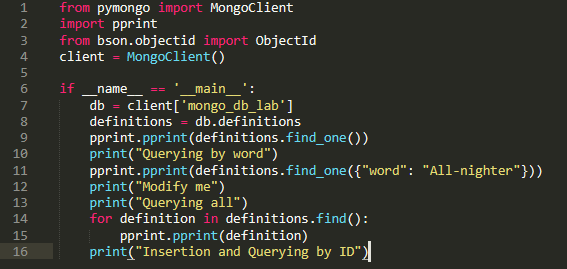 1 from pymongo import MongoClient
2 import pprint
3 from bson.objectid import ObjectId
4 client = MongoClient()
5
6 if __name__ == '__main__':
7     db = client['mongo_db_lab']
8     definitions = db.definitions
9     pprint.pprint(definitions.find_one())
10     print("Querying by word")
11     pprint.pprint(definitions.find_one({"word": "All-nighter"}))
12     print("Modify me")
13     print("Querying all")
14     for definition in definitions.find():
15         pprint.pprint(definition)
16     print("Insertion and Querying by ID")